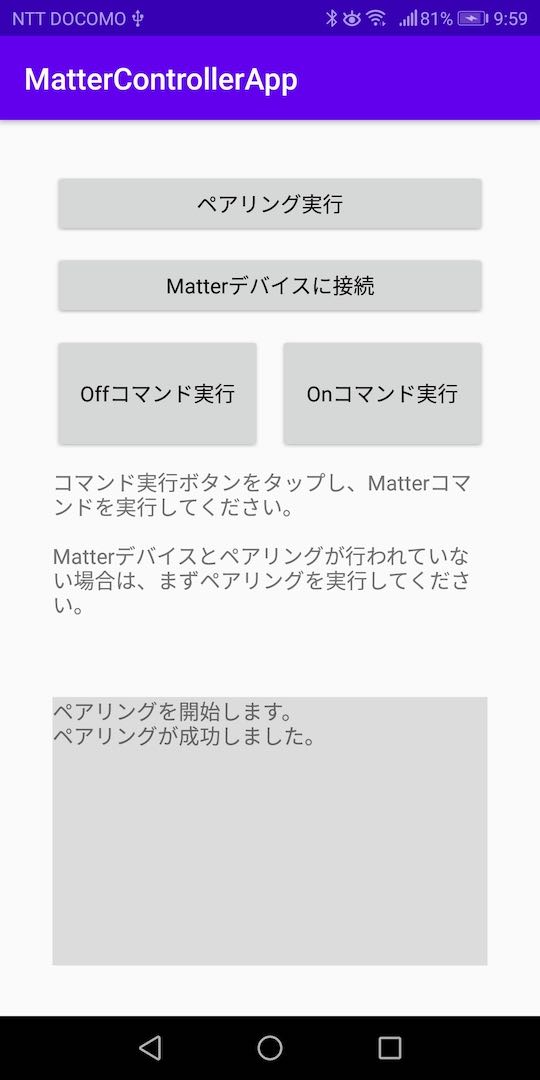 NTT DOCOMO 81% 9:59
MatterControllerApp
ペアリング実行
Matterデバイスに接続
Offコマンド実行 Onコマンド実行
コマンド実行ボタンをタップし、Matterコマ
ンドを実行してください。
Matterデバイスとペアリングが行われていな
い場合は、まずペアリングを実行してくださ
い。
ペアリングを開始します。
ペアリングが成功しました。